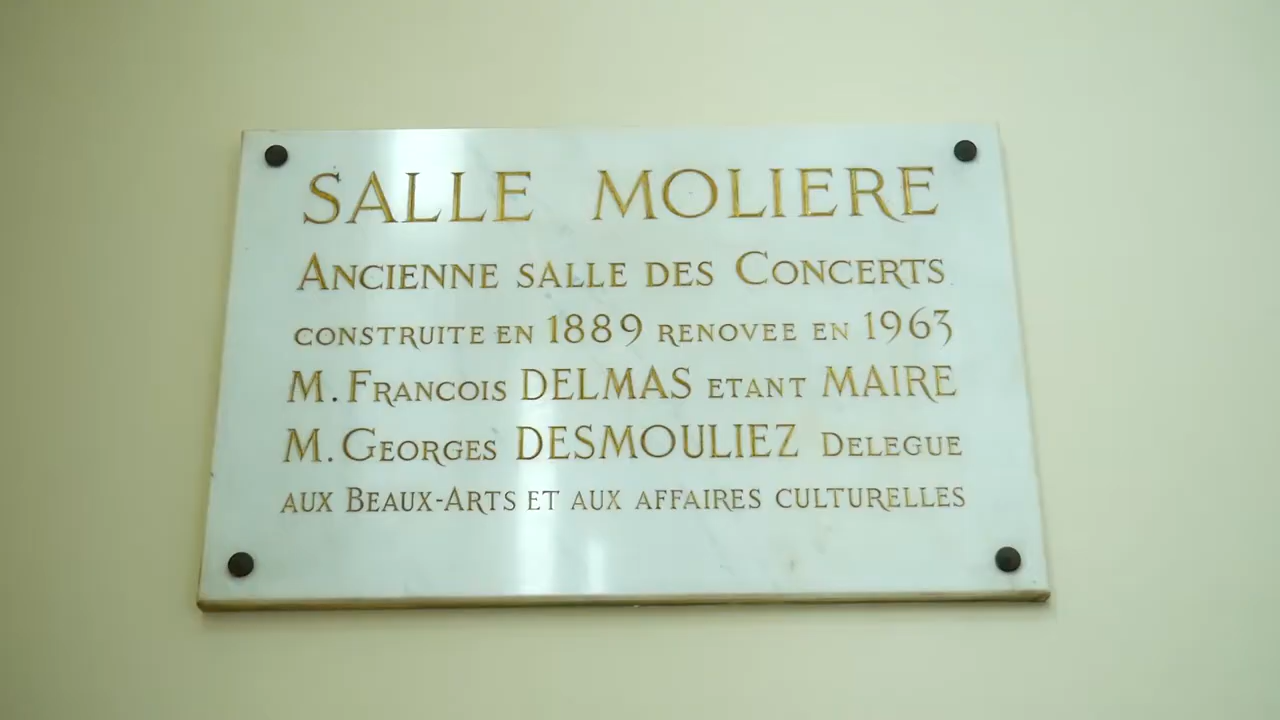 SALLE MOLIERE
ANCIENNE SALLE DES CONCERTS
CONSTRUITE EN 1889 RENOVEE EN 1963
M. FRANCOIS DELMAS ETANT MAIRE
M. GEORGES DESMOULIEZ DELEGUE
AUX BEAUX-ARTS ET AUX AFFAIRES CULTURELLES